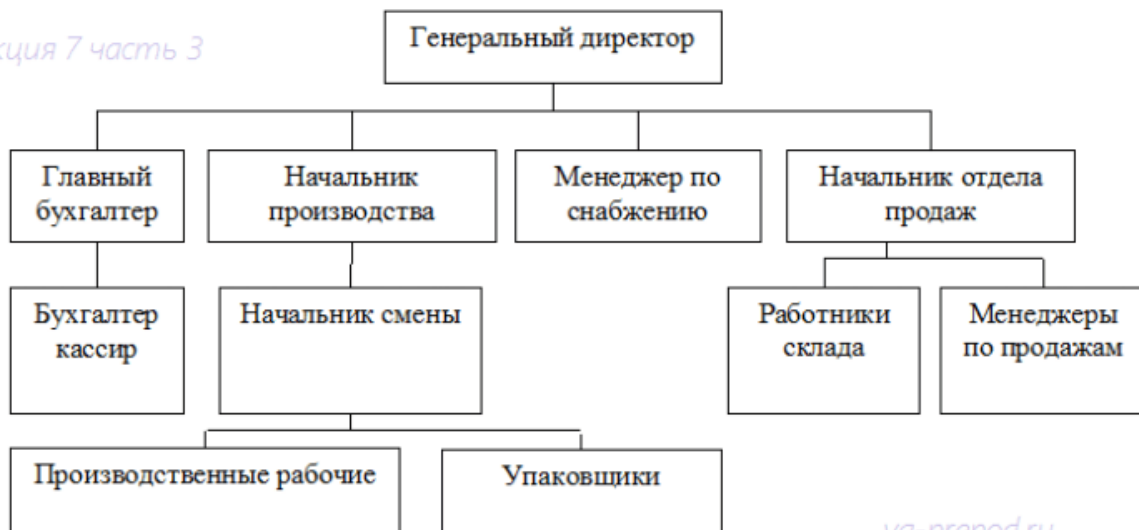 кция 7 часть 3
Генеральный директор
Главный
бухгалтер
Начальник
производства
Менеджер по
снабжению
Начальник отдела
продаж
Бухгалтер
кассир
Начальник смены
Работники
склада
Менеджеры
по продажам
Производственные рабочие
Упаковщики